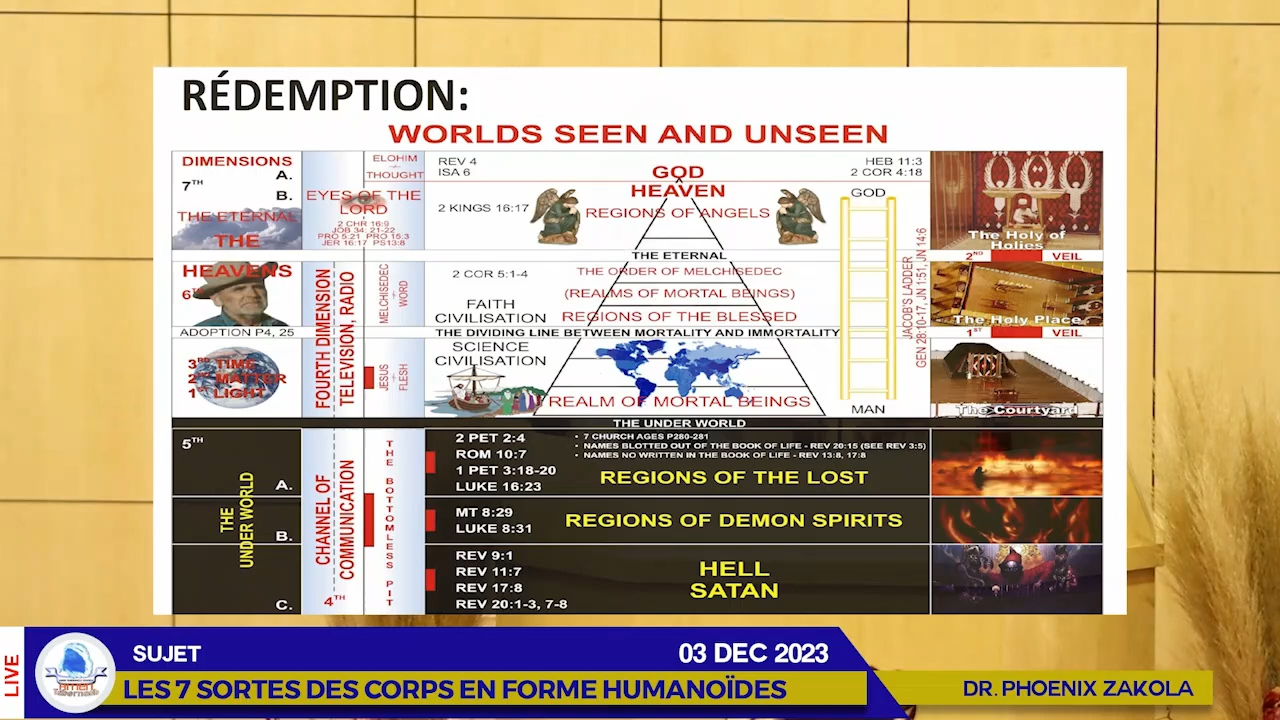 RÉDEMPTION:
WORLDS SEEN AND UNSEEN
DIMENSIONS
7TH
A.
B.
THE ETERNAL
THE
HEAVENS
6T
ADOPTION P4, 25
3RD TIME
2ND MATTER
1ST LIGHT
ELOHIM
THOUGHT
EYES OF THE
LORD
2 CHR 16:9
JOB 34, 21-22
PRO 5:21 PRO 15:3
JER 16:17 PS13:8
FOURTH DIMENSION
TELEVISION, RADIO
MELCHISEDEC
WORD
JESUS
FLESH
REV 4
ISA 6
HEB 11:3
2 COR 4:18
GOD
HEAVEN
2 KINGS 16:17
REGIONS OF ANGELS
THE ETERNAL
2 COR 5:1-4
THE ORDER OF MELCHISEDEC
(REALMS OF MORTAL BEINGS)
FAITH
CIVILISATION
REGIONS OF THE BLESSED
THE DIVIDING LINE BETWEEN MORTALITY AND IMMORTALITY
SCIENCE
CIVILISATION
REALM OF MORTAL BEINGS
GOD
JACOB'S LADDER
GEN 28:10-17, JN 1:51, JN 14:6
MAN
The Holy of
Holies
2ND VEIL
The Holy Place
1ST VEIL
The Courtyard
THE UNDER WORLD
5TH
THE
UNDER WORLD
A.
B.
C.
CHANNEL OF
COMMUNICATION
4TH
THE BOTTOMLESS PIT
2 PET 2:4
ROM 10:7
1 PET 3:18-20
LUKE 16:23
• 7 CHURCH AGES P280-281
• NAMES BLOTTED OUT OF THE BOOK OF LIFE - REV 20:15 (SEE REV 3:5)
• NAMES NO WRITTEN IN THE BOOK OF LIFE - REV 13:8, 17:8
REGIONS OF THE LOST
MT 8:29
LUKE 8:31
REGIONS OF DEMON SPIRITS
REV 9:1
REV 11:7
REV 17:8
REV 20:1-3, 7-8
HELL
SATAN
LIVE
SUJET
03 DEC 2023
LES 7 SORTES DES CORPS EN FORME HUMANOÏDES
DR. PHOENIX ZAKOLA